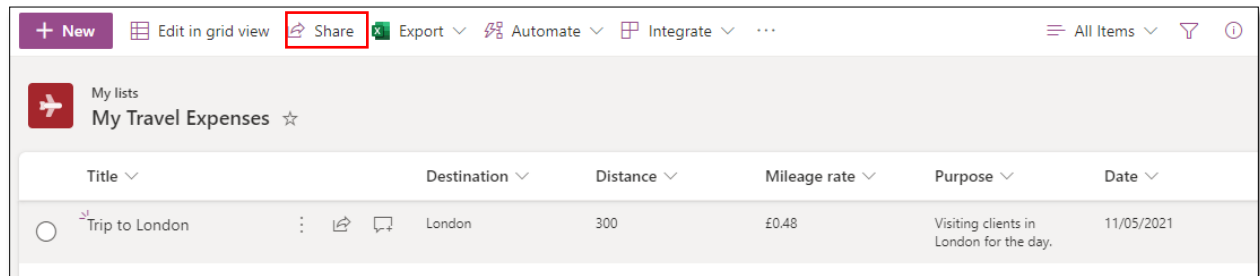 + New Edit in grid view Share Export Automate Integrate ··· All Items
My lists
My Travel Expenses
Title Destination Distance Mileage rate Purpose Date
Trip to London London 300 £0.48 Visiting clients in 11/05/2021
London for the day.